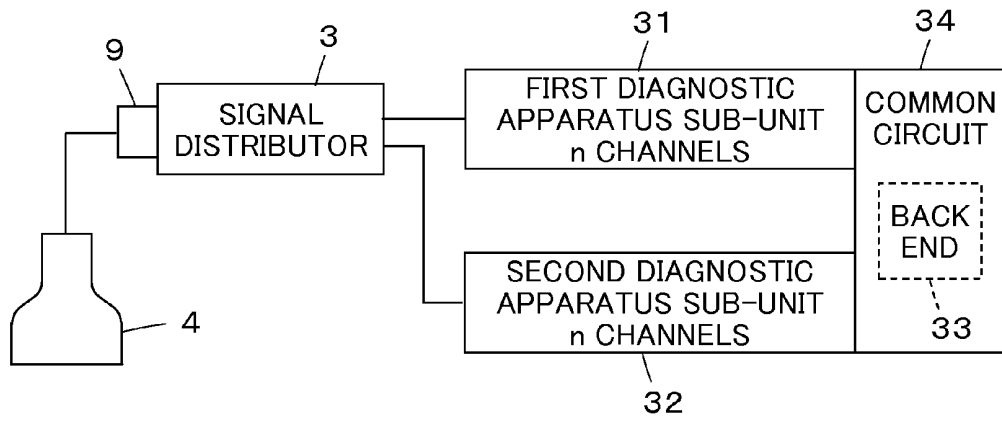 9
3
31
34
SIGNAL
DISTRIBUTOR
FIRST DIAGNOSTIC
APPARATUS SUB-UNIT
n CHANNELS
COMMON
CIRCUIT
BACK
END
SECOND DIAGNOSTIC
APPARATUS SUB-UNIT
n CHANNELS
4
33
32